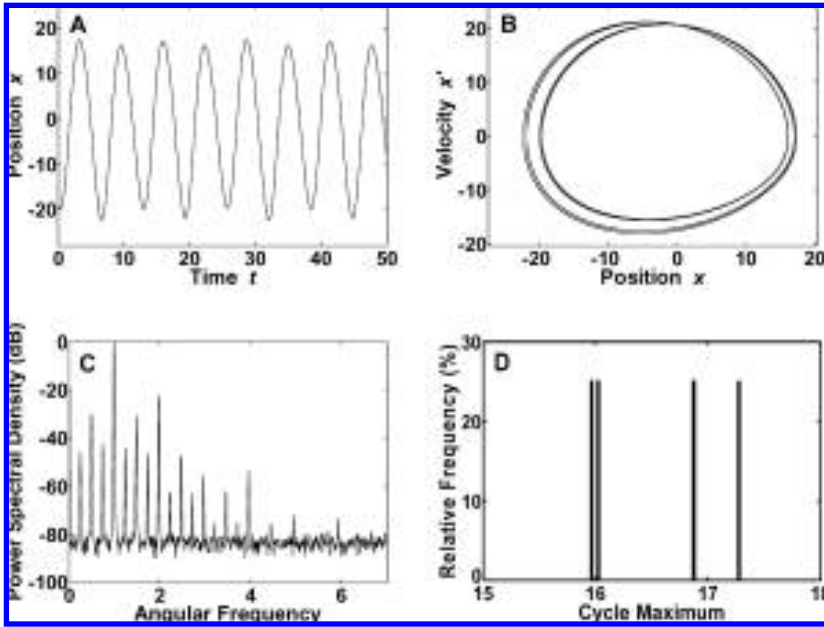 A
Position x
20
10
0
-10
-20
0 10 20 30 40 50
Time t
B
Velocity x'
20
10
0
-10
-20
-20 -10 0 10 20
Position x
C
Power Spectral Density (dB)
0
-20
-40
-60
-80
-100
0 2 4 6
Angular Frequency
D
Relative Frequency (%)
30
20
10
0
15 16 17 18
Cycle Maximum